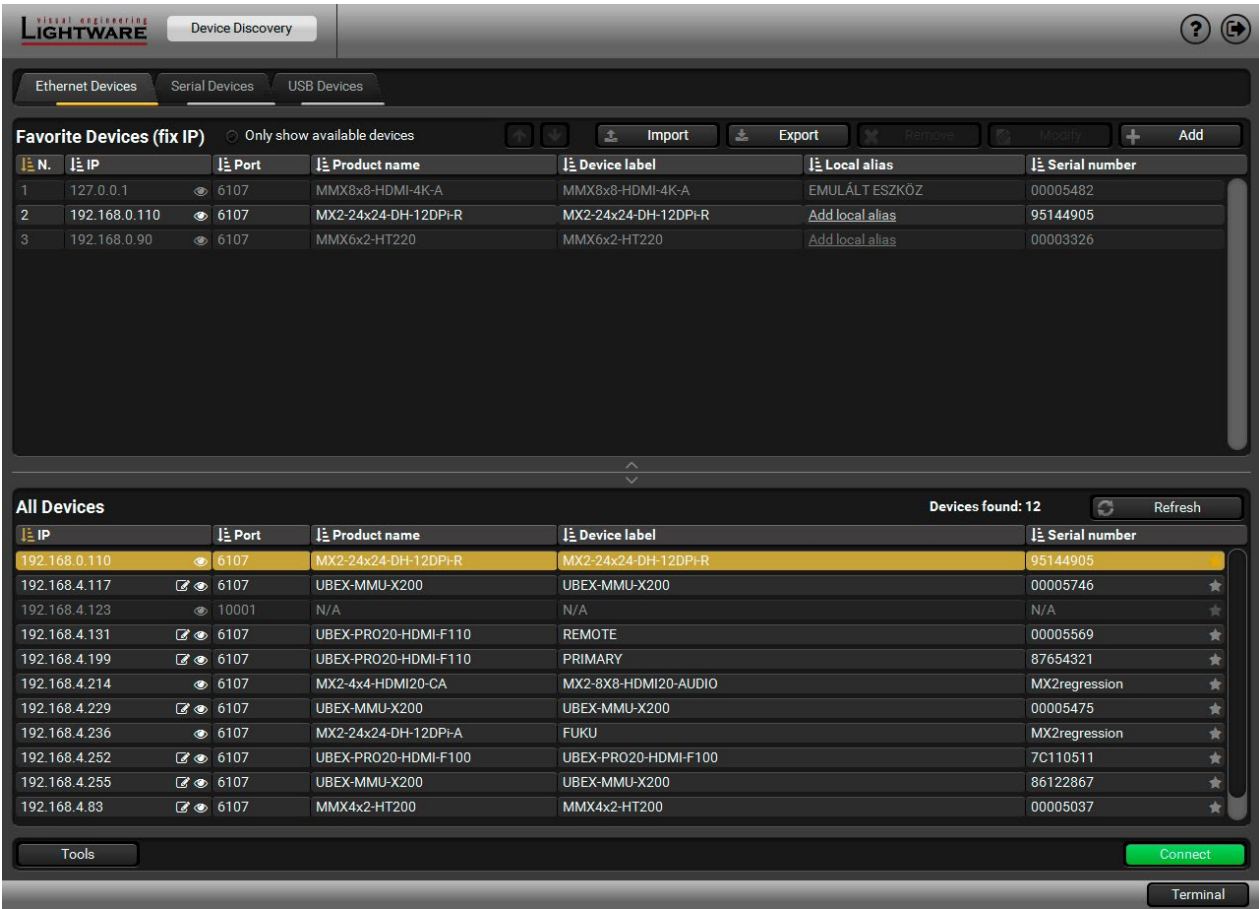 visual engineering
LIGHTWARE Device Discovery
Ethernet Devices Serial Devices USB Devices
Favorite Devices (fix IP) Only show available devices Import Export Remove Modify Add
N. IP Port Product name Device label Local alias Serial number
1 127.0.0.1 6107 MMX8x8-HDMI-4K-A MMX8x8-HDMI-4K-A EMULÁLT ESZKÖZ 00005482
2 192.168.0.110 6107 MX2-24x24-DH-12DPi-R MX2-24x24-DH-12DPi-R Add local alias 95144905
3 192.168.0.90 6107 MMX6x2-HT220 MMX6x2-HT220 Add local alias 00003326
All Devices Devices found: 12 Refresh
IP Port Product name Device label Serial number
192.168.0.110 6107 MX2-24x24-DH-12DPi-R MX2-24x24-DH-12DPi-R 95144905
192.168.4.117 6107 UBEX-MMU-X200 UBEX-MMU-X200 00005746
192.168.4.123 10001 N/A N/A N/A
192.168.4.131 6107 UBEX-PRO20-HDMI-F110 REMOTE 00005569
192.168.4.199 6107 UBEX-PRO20-HDMI-F110 PRIMARY 87654321
192.168.4.214 6107 MX2-4x4-HDMI20-CA MX2-8X8-HDMI20-AUDIO MX2regression
192.168.4.229 6107 UBEX-MMU-X200 UBEX-MMU-X200 00005475
192.168.4.236 6107 MX2-24x24-DH-12DPi-A FUKU MX2regression
192.168.4.252 6107 UBEX-PRO20-HDMI-F100 UBEX-PRO20-HDMI-F100 7C110511
192.168.4.255 6107 UBEX-MMU-X200 UBEX-MMU-X200 86122867
192.168.4.83 6107 MMX4x2-HT200 MMX4x2-HT200 00005037
Tools Connect
Terminal